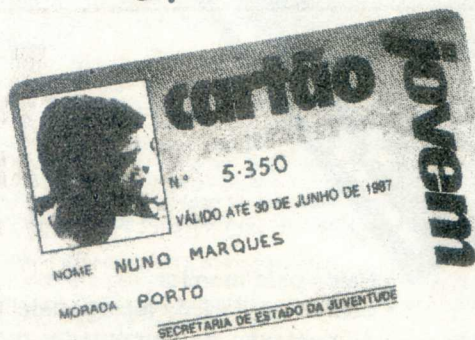 cartão
jovem
N.º 5·350
VÁLIDO ATÉ 30 DE JUNHO DE 1987
NOME NUNO MARQUES
MORADA PORTO
SECRETARIA DE ESTADO DA JUVENTUDE